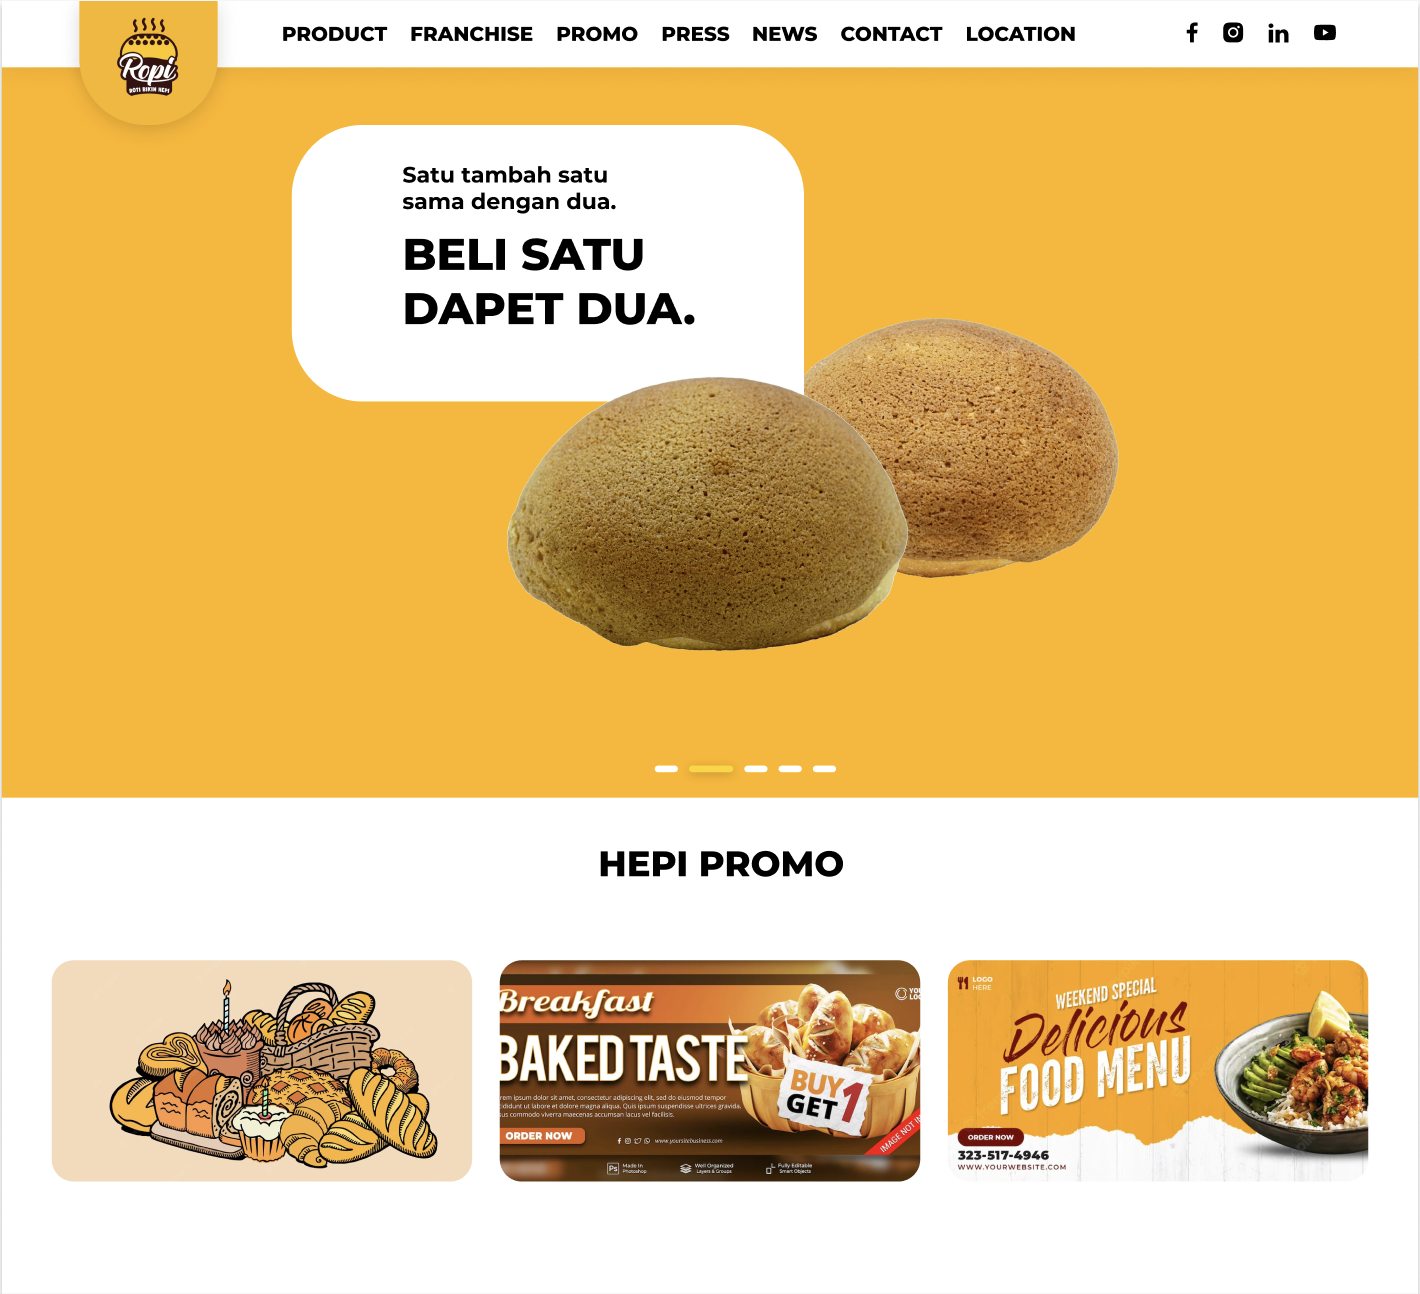 Ropi
ROTI BIKIN HEPI
PRODUCT FRANCHISE PROMO PRESS NEWS CONTACT LOCATION
Satu tambah satu
sama dengan dua.
BELI SATU
DAPET DUA.
HEPI PROMO
Breakfast
BAKED TASTE
rem ipsum dolor sit amet, consectetur adipiscing elit, sed do eiusmod tempor
cididunt ut labore et dolore magna aliqua. Quis ipsum suspendisse ultrices gravida.
sus commodo viverra maecenas accumsan lacus vel facilisis.
ORDER NOW
www.yoursitebusiness.com
BUY 1
GET
YO
LOG
IMAGE NOT IN
Ps
Made In
Photoshop
Well Organized
Layers & Groups
Fully Editable
Smart Objects
LOGO
HERE
WEEKEND SPECIAL
Delicious
FOOD MENU
ORDER NOW
323-517-4946
WWW.YOURWEBSITE.COM